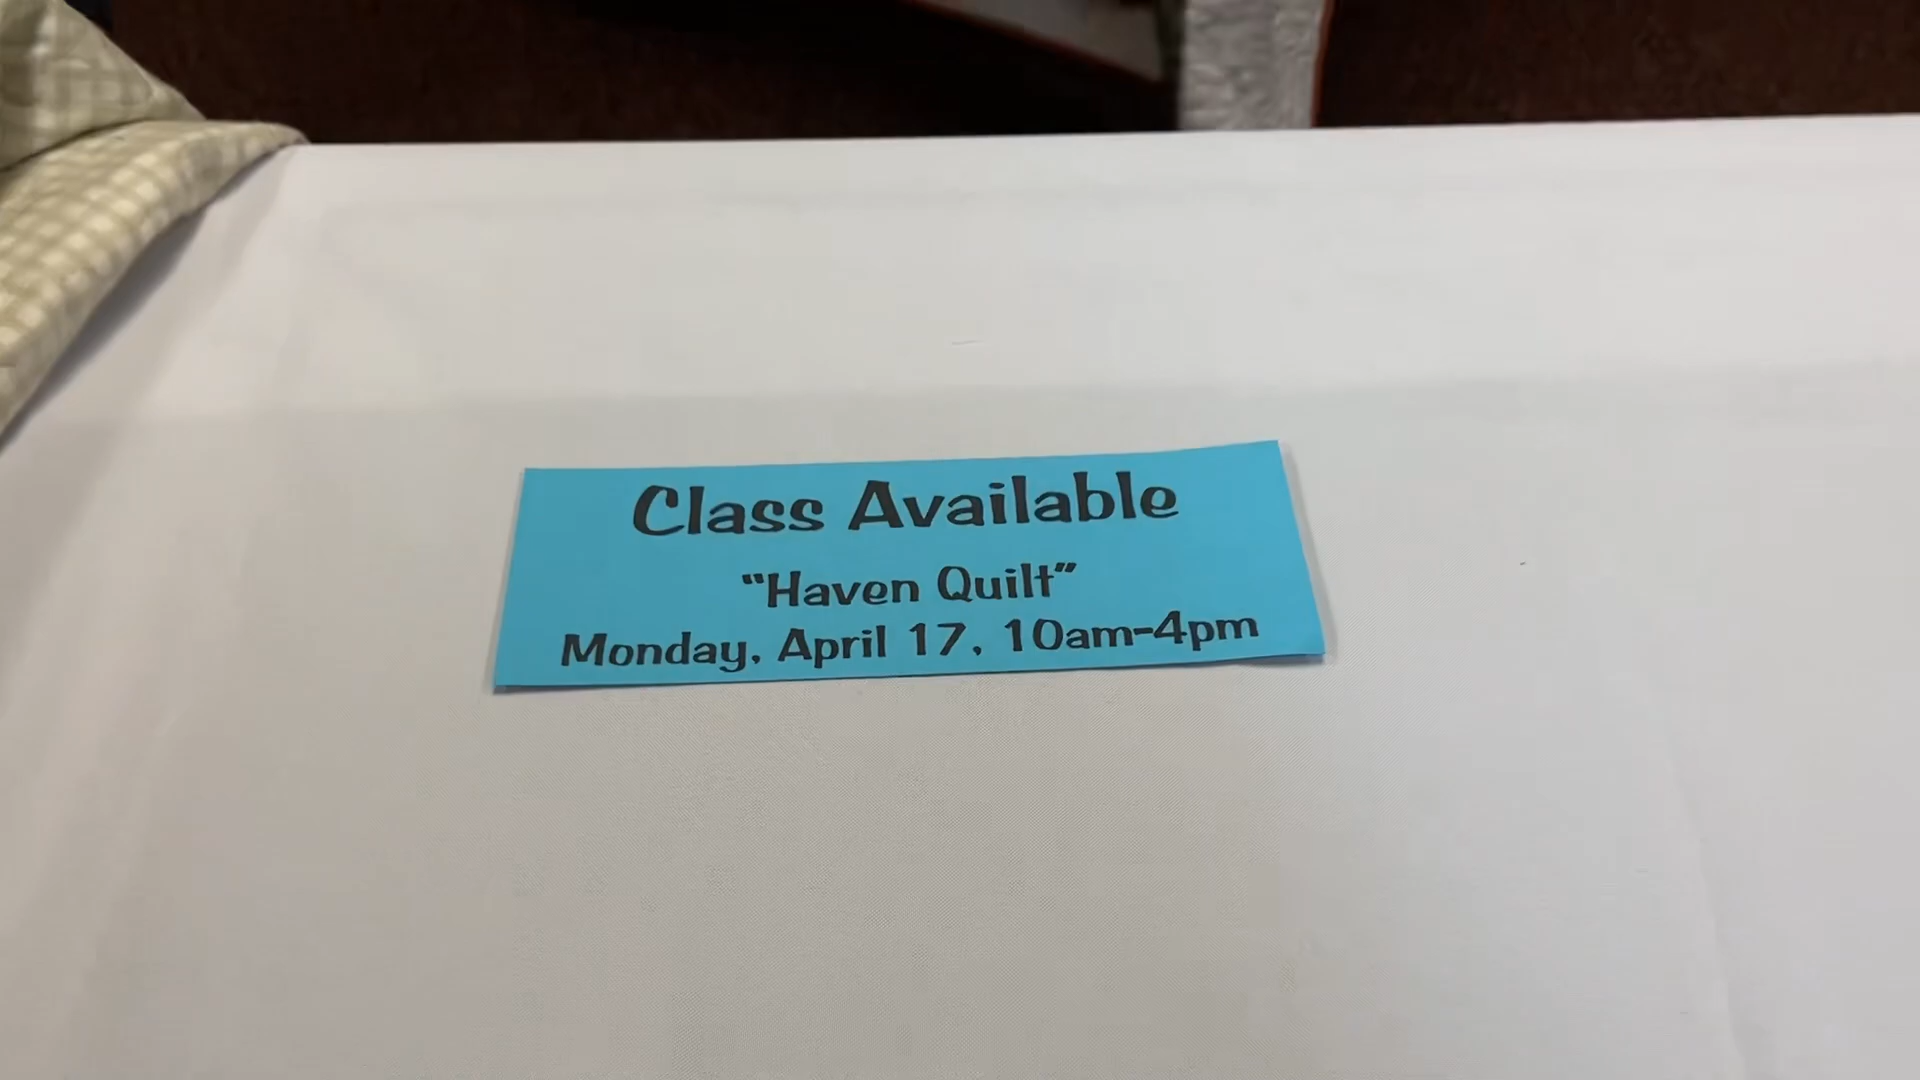 Class Available
“Haven Quilt”
Monday, April 17, 10am-4pm